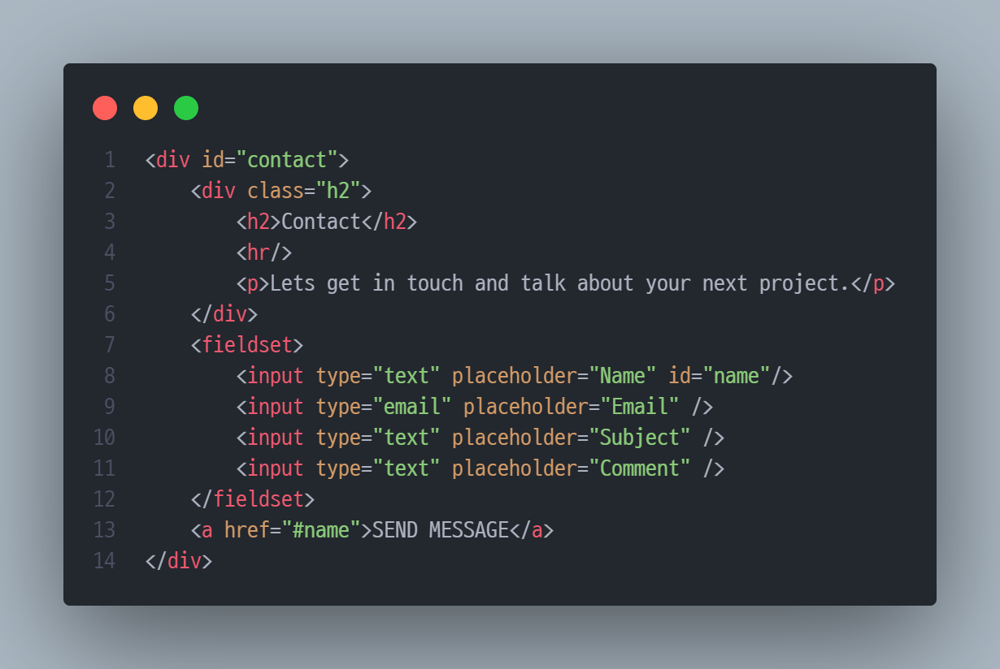 1 <div id="contact">
2     <div class="h2">
3         <h2>Contact</h2>
4         <hr/>
5         <p>Lets get in touch and talk about your next project.</p>
6     </div>
7     <fieldset>
8         <input type="text" placeholder="Name" id="name"/>
9         <input type="email" placeholder="Email" />
10         <input type="text" placeholder="Subject" />
11         <input type="text" placeholder="Comment" />
12     </fieldset>
13     <a href="#name">SEND MESSAGE</a>
14 </div>